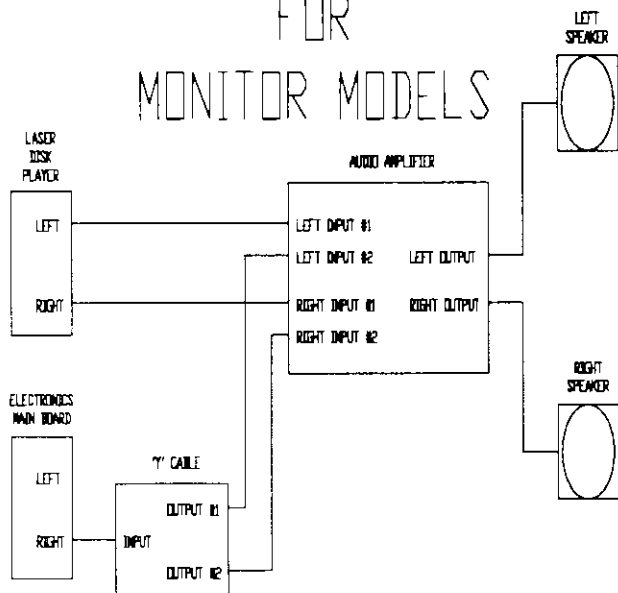 FOR
MONITOR MODELS
LEFT
SPEAKER
LASER
DISK
PLAYER
AUDIO AMPLIFIER
LEFT
LEFT INPUT #1
LEFT INPUT #2
LEFT OUTPUT
RIGHT
RIGHT INPUT #1
RIGHT OUTPUT
RIGHT INPUT #2
RIGHT
SPEAKER
ELECTRONICS
MAIN BOARD
'Y' CABLE
LEFT
OUTPUT #1
RIGHT
INPUT
OUTPUT #2